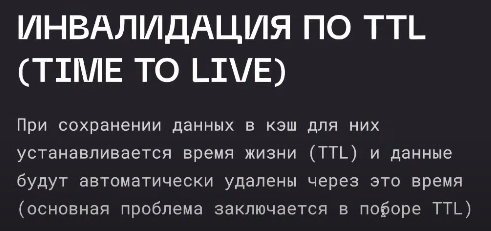 ИНВАЛИДАЦИЯ ПО TTL
(TIME TO LIVE)
При сохранении данных в кэш для них
устанавливается время жизни (TTL) и данные
будут автоматически удалены через это время
(основная проблема заключается в поборе TTL)